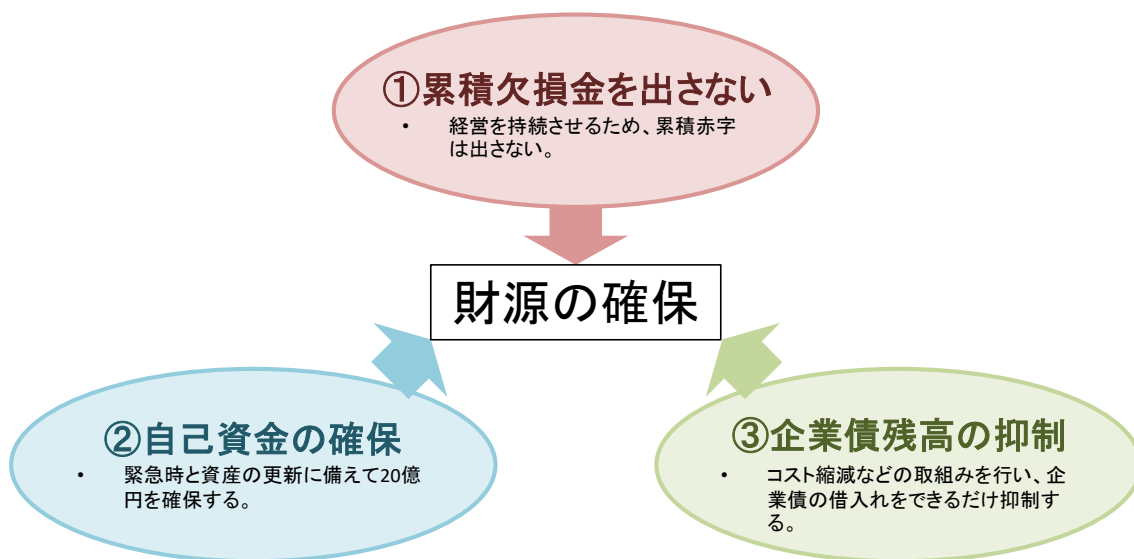 ①累積欠損金を出さない
• 経営を持続させるため、累積赤字
は出さない。
財源の確保
②自己資金の確保
• 緊急時と資産の更新に備えて20億
円を確保する。
③企業債残高の抑制
• コスト縮減などの取組みを行い、企
業債の借入れをできるだけ抑制す
る。